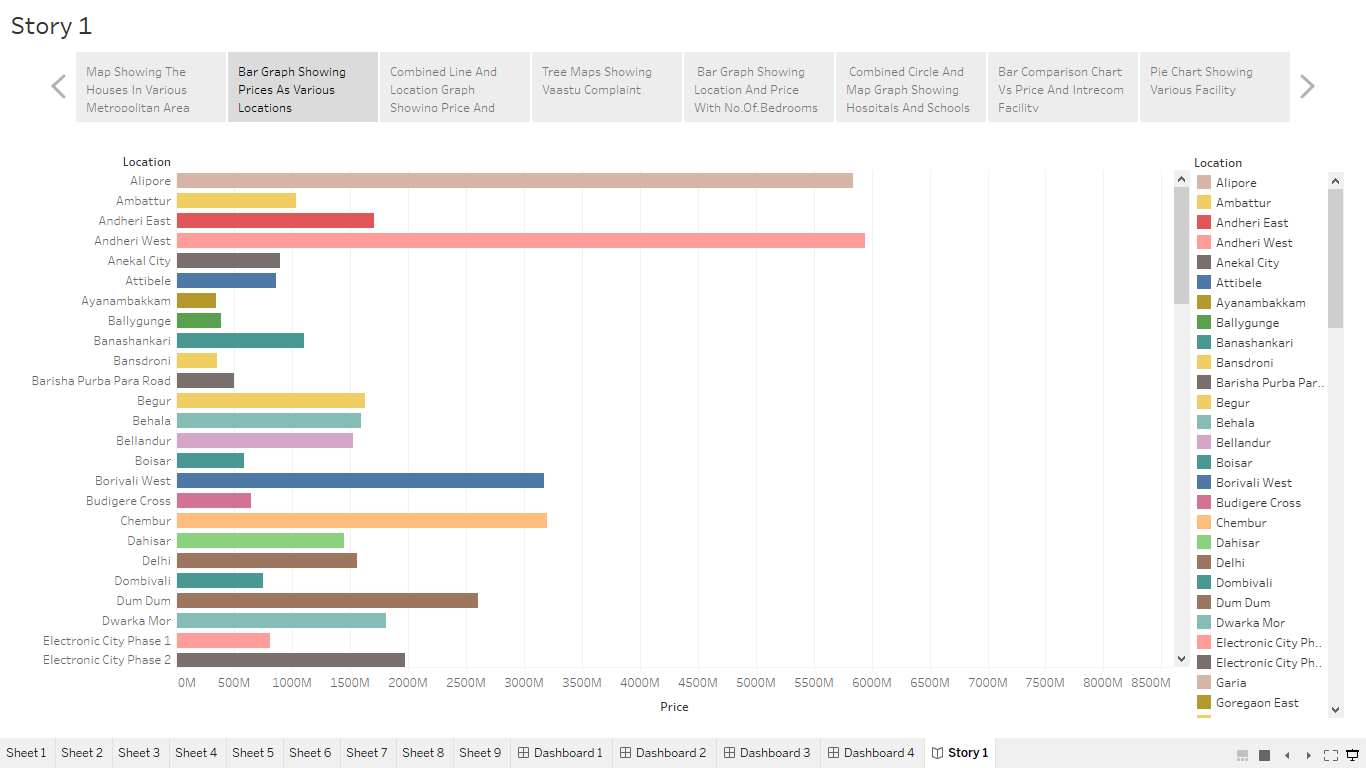 Story 1
Map Showing The
Houses In Various
Metropolitan Area
Bar Graph Showing
Prices As Various
Locations
Combined Line And
Location Graph
Showing Price And
Tree Maps Showing
Vaastu Complaint
Bar Graph Showing
Location And Price
With No.Of.Bedrooms
Combined Circle And
Map Graph Showing
Hospitals And Schools
Bar Comparison Chart
Vs Price And Intrecom
Facility
Pie Chart Showing
Various Facility
Location
Alipore
Ambattur
Andheri East
Andheri West
Anekal City
Attibele
Ayanambakkam
Ballygunge
Banashankari
Bansdroni
Barisha Purba Para Road
Begur
Behala
Bellandur
Boisar
Borivali West
Budigere Cross
Chembur
Dahisar
Delhi
Dombivali
Dum Dum
Dwarka Mor
Electronic City Phase 1
Electronic City Phase 2
0M 500M 1000M 1500M 2000M 2500M 3000M 3500M 4000M 4500M 5000M 5500M 6000M 6500M 7000M 7500M 8000M 8500M
Price
Location
Alipore
Ambattur
Andheri East
Andheri West
Anekal City
Attibele
Ayanambakkam
Ballygunge
Banashankari
Bansdroni
Barisha Purba Par..
Begur
Behala
Bellandur
Boisar
Borivali West
Budigere Cross
Chembur
Dahisar
Delhi
Dombivali
Dum Dum
Dwarka Mor
Electronic City Ph..
Electronic City Ph..
Garia
Goregaon East
Sheet 1 Sheet 2 Sheet 3 Sheet 4 Sheet 5 Sheet 6 Sheet 7 Sheet 8 Sheet 9 Dashboard 1 Dashboard 2 Dashboard 3 Dashboard 4 Story 1